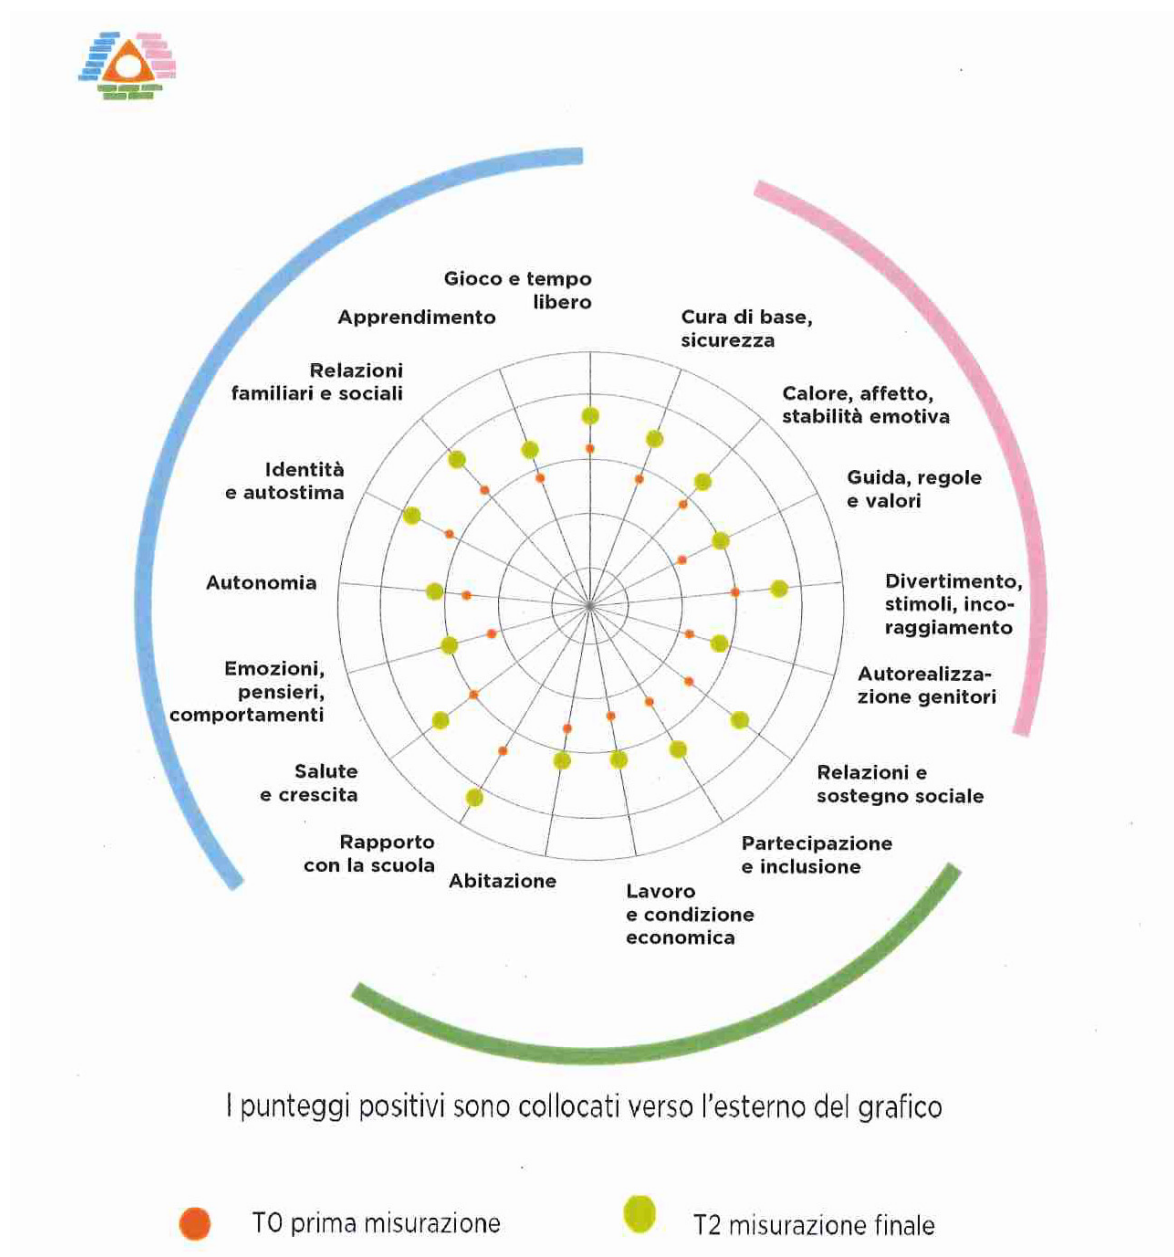 Gioco e tempo
libero
Apprendimento
Cura di base,
sicurezza
Relazioni
familiari e sociali
Calore, affetto,
stabilità emotiva
Identità
e autostima
Guida, regole
e valori
Autonomia
Divertimento,
stimoli, inco-
raggiamento
Emozioni,
pensieri,
comportamenti
Autorealizza-
zione genitori
Salute
e crescita
Relazioni e
sostegno sociale
Rapporto
con la scuola
Partecipazione
e inclusione
Abitazione
Lavoro
e condizione
economica
I punteggi positivi sono collocati verso l'esterno del grafico
T0 prima misurazione
T2 misurazione finale